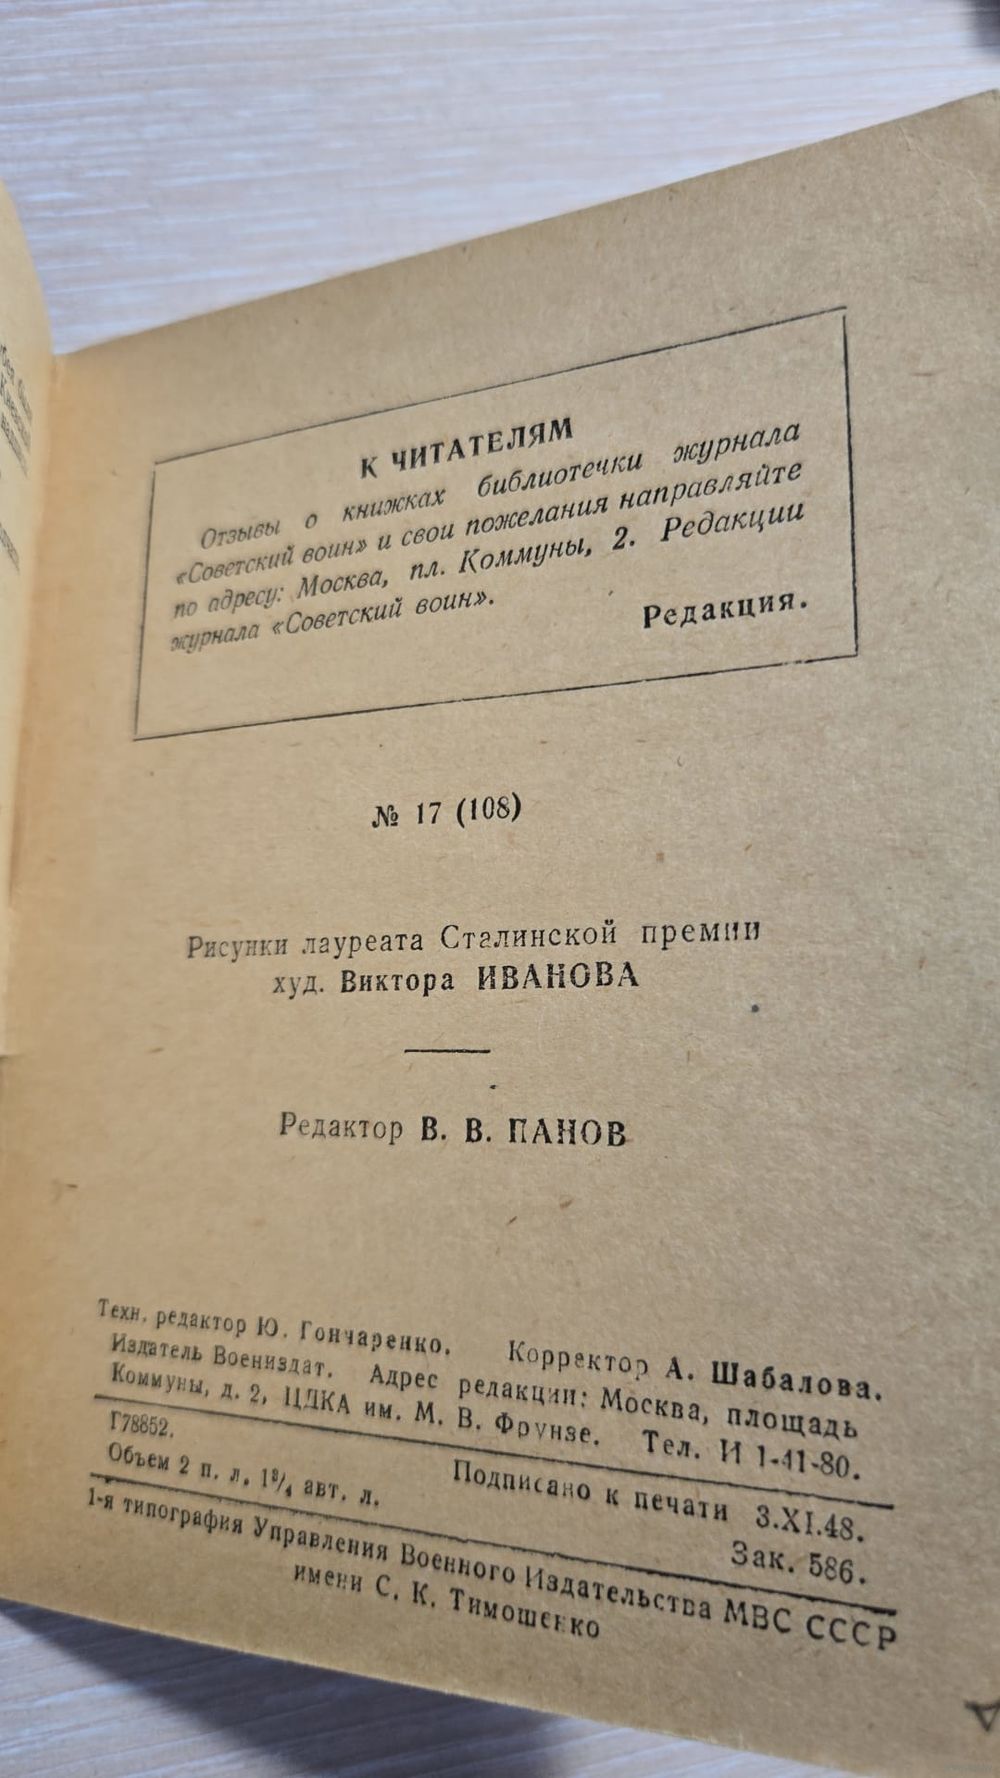 К ЧИТАТЕЛЯМ
Отзывы о книжках библиотечки журнала
«Советский воин» и свои пожелания направляйте
по адресу: Москва, пл. Коммуны, 2. Редакции
журнала «Советский воин».
Редакция.
№ 17 (108)
Рисунки лауреата Сталинской премии
худ. Виктора ИВАНОВА
Редактор В. В. ПАНОВ
Техн. редактор Ю. Гончаренко. Корректор А. Шабалова.
Издатель Воениздат. Адрес редакции: Москва, площадь
Коммуны, д. 2, ЦДКА им. М. В. Фрунзе. Тел. И 1-41-80.
Г78852. Подписано к печати 3.XI.48.
Объем 2 п. л. 1³/₄ авт. л. Зак. 586.
1-я типография Управления Военного Издательства МВС СССР
имени С. К. Тимошенко